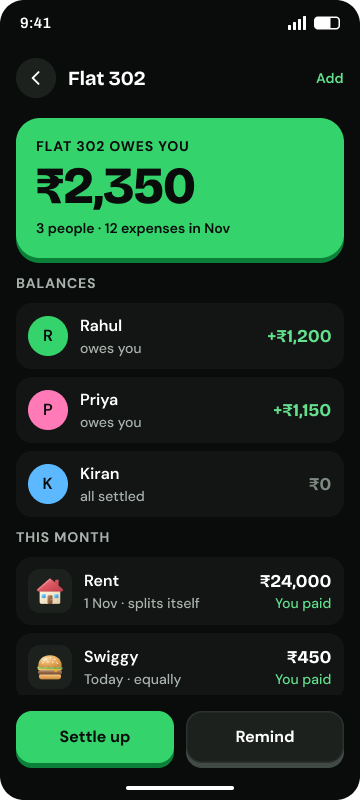 9:41
Flat 302
Add
FLAT 302 OWES YOU
₹2,350
3 people · 12 expenses in Nov
BALANCES
R
Rahul
owes you
+₹1,200
P
Priya
owes you
+₹1,150
K
Kiran
all settled
₹0
THIS MONTH
Rent
₹24,000
1 Nov · splits itself
You paid
Swiggy
₹450
Today · equally
You paid
Settle up
Remind